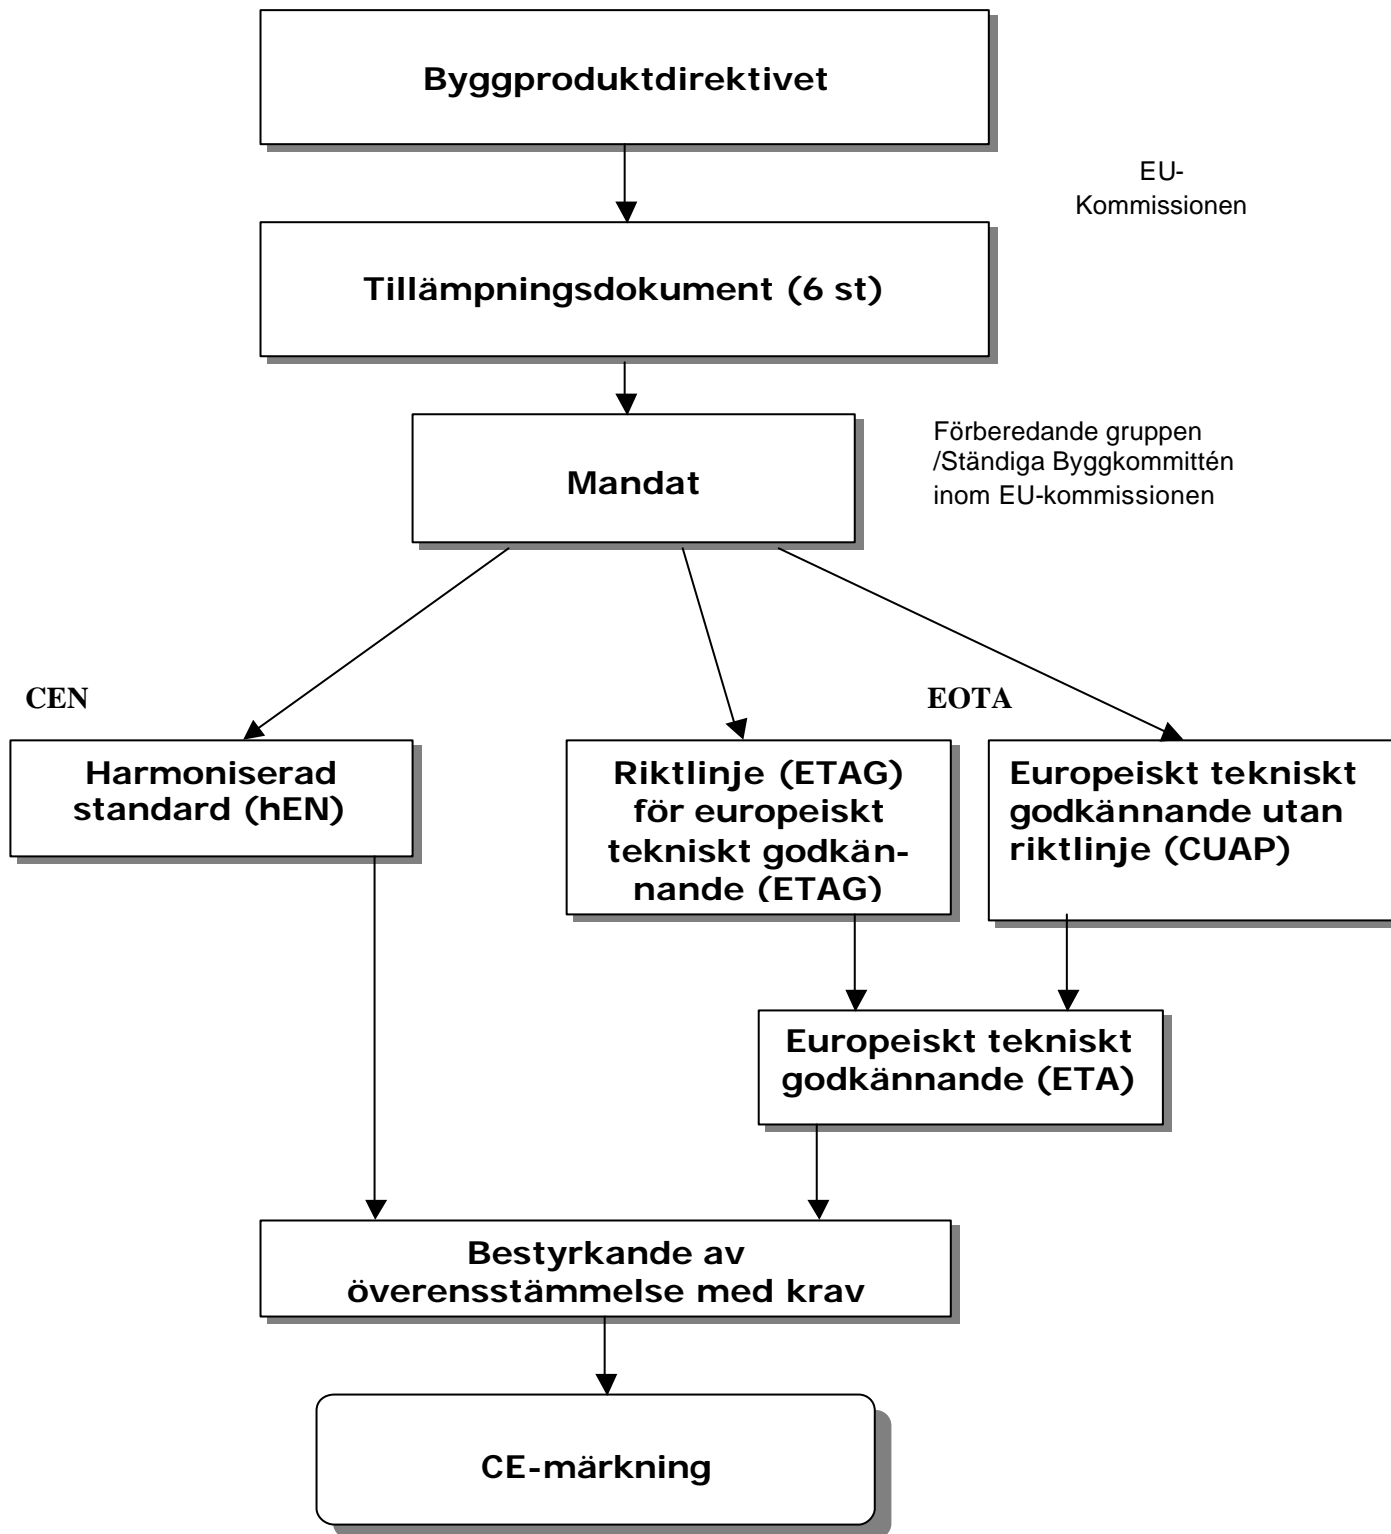 Byggproduktdirektivet
EU-
Kommissionen
Tillämpningsdokument (6 st)
Mandat
Förberedande gruppen
/Ständiga Byggkommittén
inom EU-kommissionen
CEN
EOTA
Harmoniserad
standard (hEN)
Riktlinje (ETAG)
för europeiskt
tekniskt godkän-
nande (ETAG)
Europeiskt tekniskt
godkännande utan
riktlinje (CUAP)
Europeiskt tekniskt
godkännande (ETA)
Bestyrkande av
överensstämmelse med krav
CE-märkning